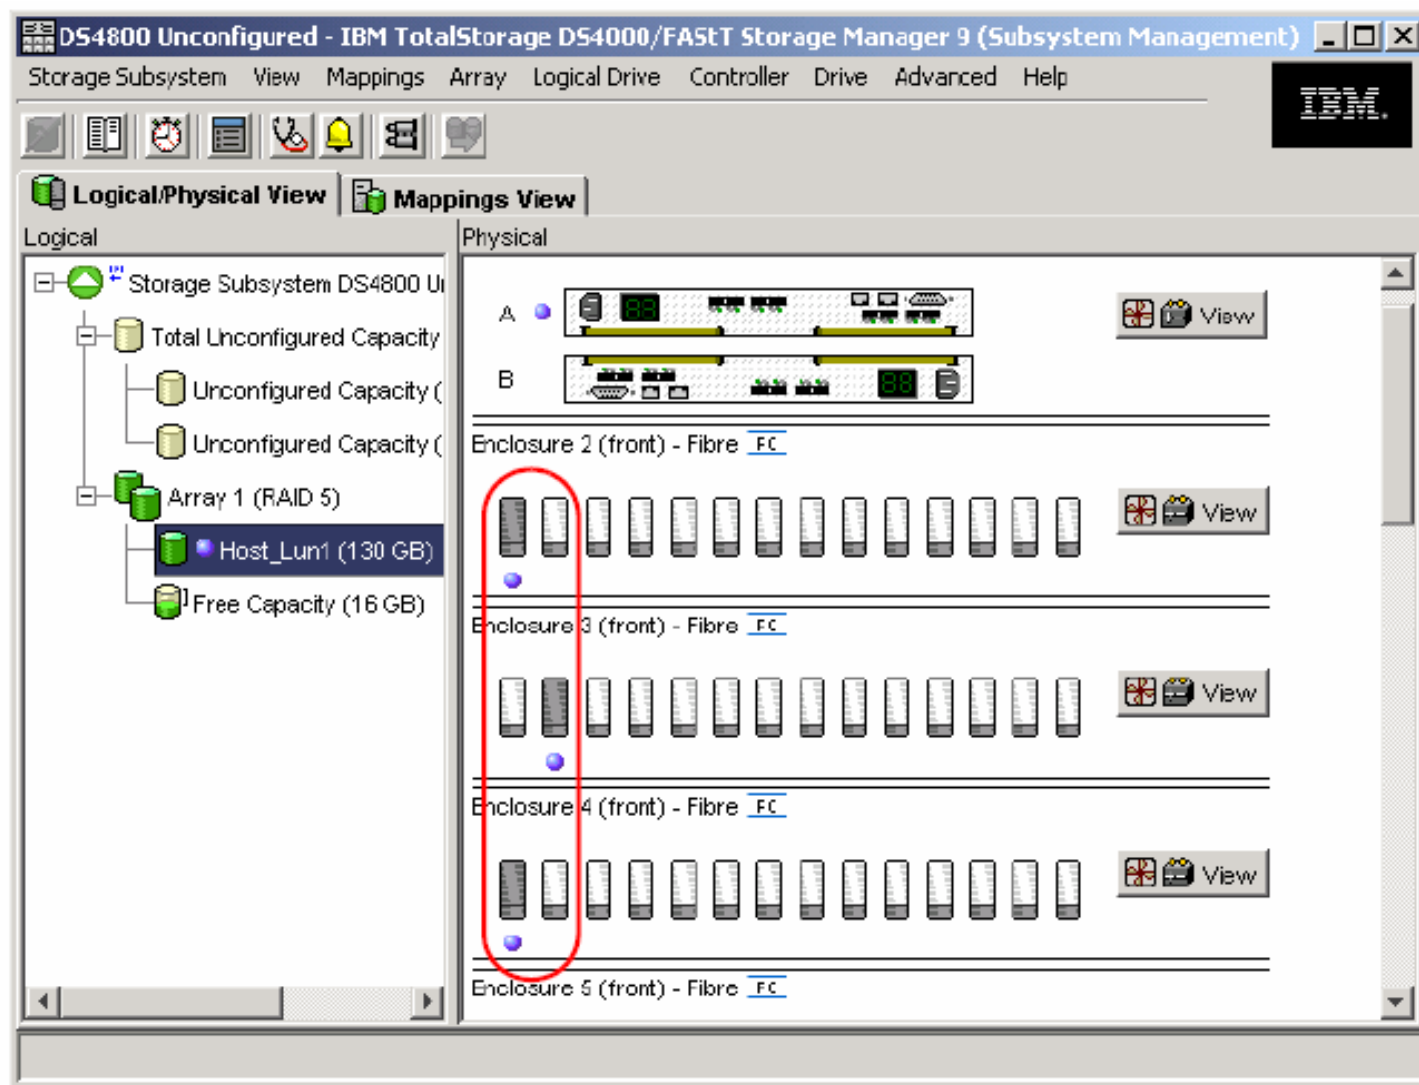 DS4800 Unconfigured - IBM TotalStorage DS4000/FAStT Storage Manager 9 (Subsystem Management)
Storage Subsystem View Mappings Array Logical Drive Controller Drive Advanced Help
IBM.
Logical/Physical View Mappings View
Logical
Physical
Storage Subsystem DS4800 Un
Total Unconfigured Capacity
Unconfigured Capacity (
Unconfigured Capacity (
Array 1 (RAID 5)
Host_Lun1 (130 GB)
Free Capacity (16 GB)
A
View
B
Enclosure 2 (front) - Fibre FC
View
Enclosure 3 (front) - Fibre FC
View
Enclosure 4 (front) - Fibre FC
View
Enclosure 5 (front) - Fibre FC